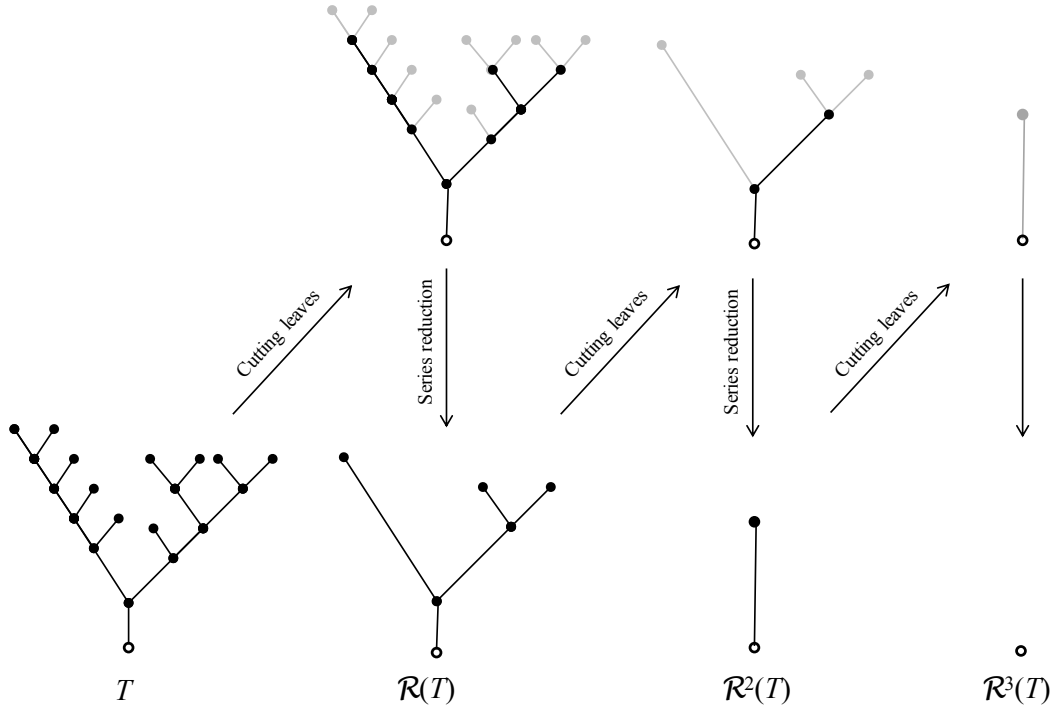 Cutting leaves
Series reduction
Cutting leaves
Series reduction
Cutting leaves
T
𝓡(T)
𝓡²(T)
𝓡³(T)